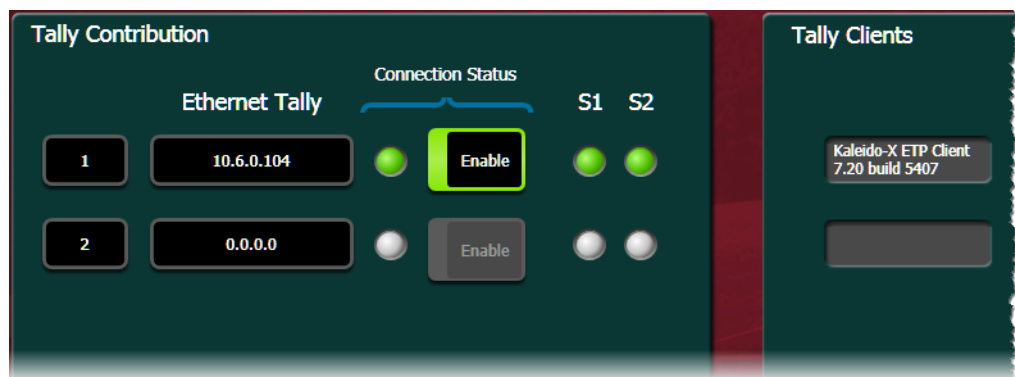 Tally Contribution
Tally Clients
Connection Status
Ethernet Tally
S1 S2
1
10.6.0.104
Enable
Kaleido-X ETP Client
7.20 build 5407
2
0.0.0.0
Enable